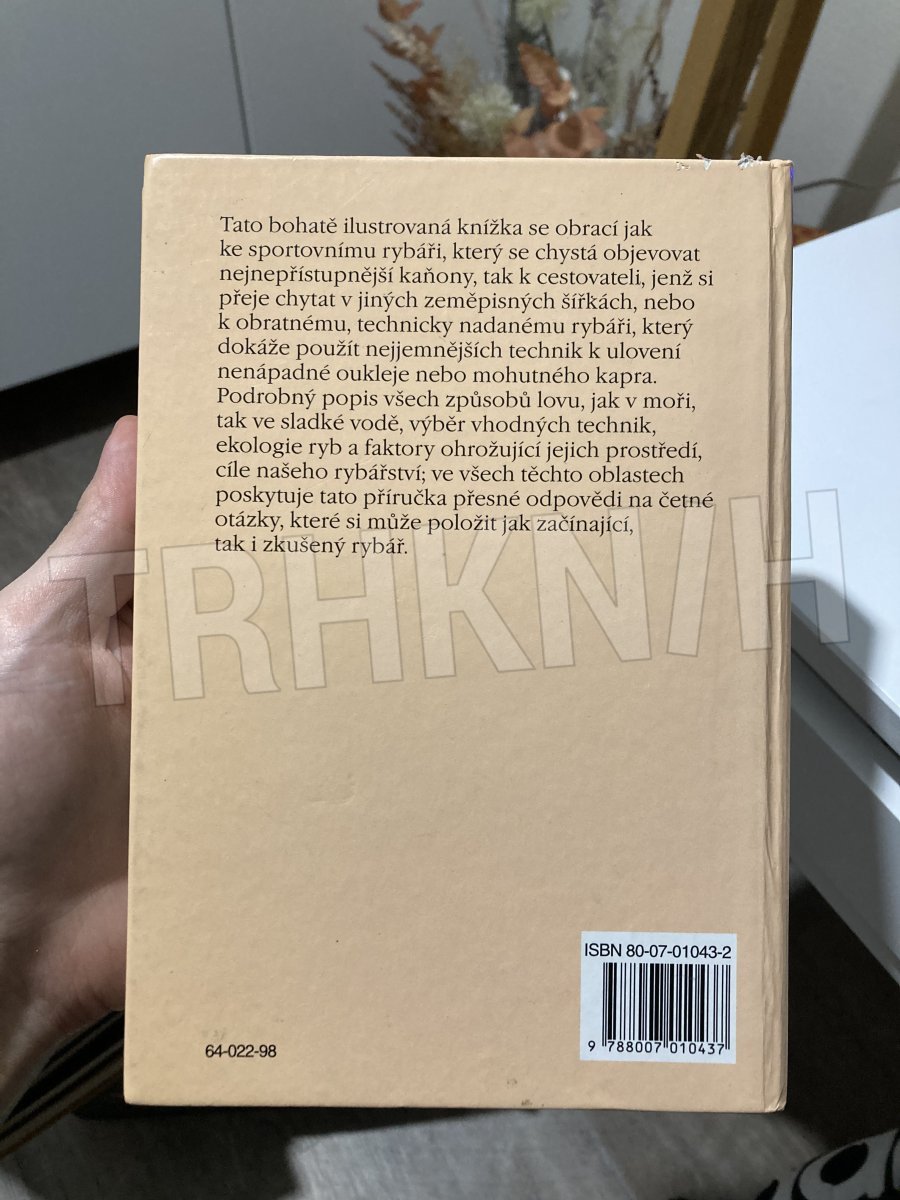 Tato bohatě ilustrovaná knížka se obrací jak
ke sportovnímu rybáři, který se chystá objevovat
nejnepřístupnější kaňony, tak k cestovateli, jenž si
přeje chytat v jiných zeměpisných šířkách, nebo
k obratnému, technicky nadanému rybáři, který
dokáže použít nejjemnějších technik k ulovení
nenápadné oukleje nebo mohutného kapra.
Podrobný popis všech způsobů lovu, jak v moři,
tak ve sladké vodě, výběr vhodných technik,
ekologie ryb a faktory ohrožující jejich prostředí,
cíle našeho rybářství; ve všech těchto oblastech
poskytuje tato příručka přesné odpovědi na četné
otázky, které si může položit jak začínající,
tak i zkušený rybář.
TRHKNIH
ISBN 80-07-01043-2
9 788007 010437
64-022-98